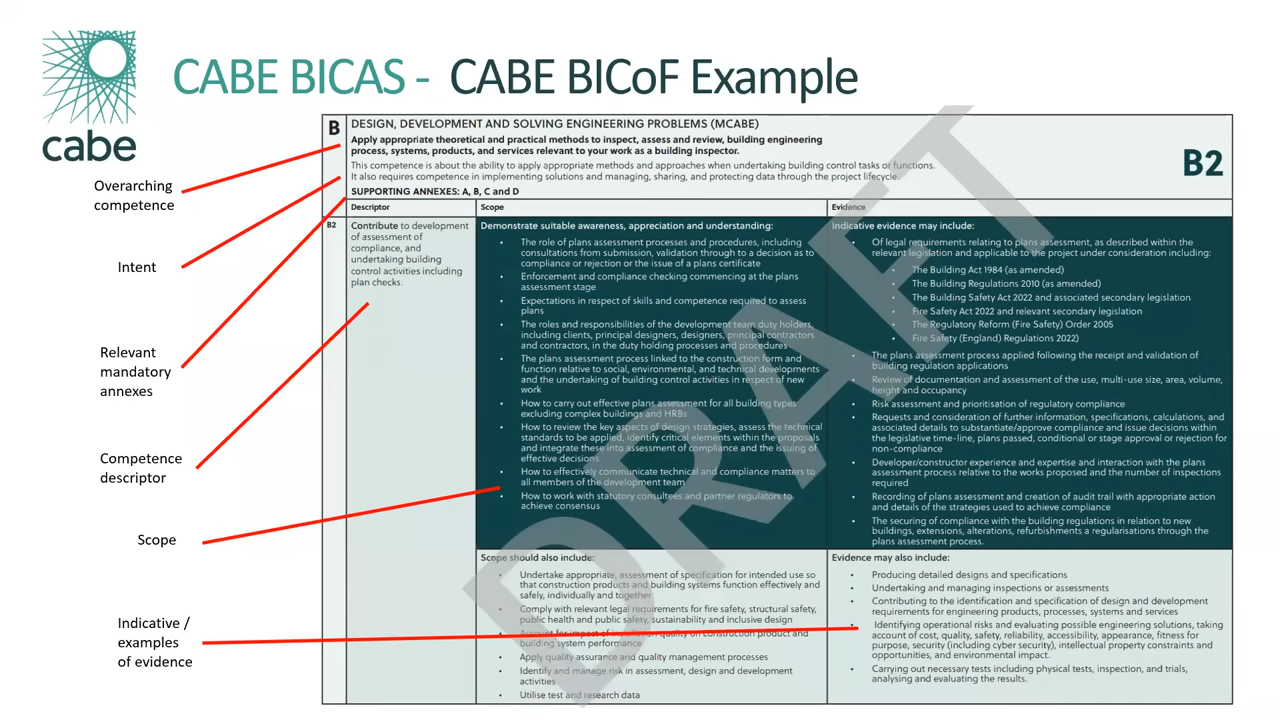 CABE BICAS - CABE BICoF Example
cabe
Overarching
competence
Intent
Relevant
mandatory
annexes
Competence
descriptor
Scope
Indicative /
examples
of evidence
B
DESIGN, DEVELOPMENT AND SOLVING ENGINEERING PROBLEMS (MCABE)
Apply appropriate theoretical and practical methods to inspect, assess and review, building engineering
process, systems, products, and services relevant to your work as a building inspector.
This competence is about the ability to apply appropriate methods and approaches when undertaking building control tasks or functions.
It also requires competence in implementing solutions and managing, sharing, and protecting data through the project lifecycle.
SUPPORTING ANNEXES: A, B, C and D
B2
Descriptor
Scope
Evidence
B2
Contribute to development
of assessment of
compliance, and
undertaking building
control activities including
plan checks.
Demonstrate suitable awareness, appreciation and understanding:
• The role of plans assessment processes and procedures, including
consultations from submission, validation through to a decision as to
compliance or rejection or the issue of a plans certificate
• Enforcement and compliance checking commencing at the plans
assessment stage
• Expectations in respect of skills and competence required to assess
plans
• The roles and responsibilities of the development team duty holders,
including clients, principal designers, designers, principal contractors
and contractors, in the duty holding processes and procedures
• The plans assessment process linked to the construction form and
function relative to social, environmental, and technical developments
and the undertaking of building control activities in respect of new
work
• How to carry out effective plans assessment for all building types
excluding complex buildings and HRBs
• How to review the key aspects of design strategies, assess the technical
standards to be applied, identify critical elements within the proposals
and integrate these into assessment of compliance and the issuing of
effective decisions
• How to effectively communicate technical and compliance matters to
all members of the development team
• How to work with statutory consultees and partner regulators to
achieve consensus
Indicative evidence may include:
• Of legal requirements relating to plans assessment, as described within the
relevant legislation and applicable to the project under consideration including:
• The Building Act 1984 (as amended)
• The Building Regulations 2010 (as amended)
• The Building Safety Act 2022 and associated secondary legislation
• Fire Safety Act 2022 and relevant secondary legislation
• The Regulatory Reform (Fire Safety) Order 2005
• Fire Safety (England) Regulations 2022)
• The plans assessment process applied following the receipt and validation of
building regulation applications
• Review of documentation and assessment of the use, multi-use size, area, volume,
height and occupancy
• Risk assessment and prioritisation of regulatory compliance
• Requests and consideration of further information, specifications, calculations, and
associated details to substantiate/approve compliance and issue decisions within
the legislative time-line, plans passed, conditional or stage approval or rejection for
non-compliance
• Developer/constructor experience and expertise and interaction with the plans
assessment process relative to the works proposed and the number of inspections
required
• Recording of plans assessment and creation of audit trail with appropriate action
and details of the strategies used to achieve compliance
• The securing of compliance with the building regulations in relation to new
buildings, extensions, alterations, refurbishments a regularisations through the
plans assessment process.
Scope should also include:
• Undertake appropriate, assessment of specification for intended use so
that construction products and building systems function effectively and
safely, individually and together
• Comply with relevant legal requirements for fire safety, structural safety,
public health and public safety, sustainability and inclusive design
• Account for impact of installation quality on construction product and
building system performance
• Apply quality assurance and quality management processes
• Identify and manage risk in assessment, design and development
activities
• Utilise test and research data
Evidence may also include:
• Producing detailed designs and specifications
• Undertaking and managing inspections or assessments
• Contributing to the identification and specification of design and development
requirements for engineering products, processes, systems and services
• Identifying operational risks and evaluating possible engineering solutions, taking
account of cost, quality, safety, reliability, accessibility, appearance, fitness for
purpose, security (including cyber security), intellectual property constraints and
opportunities, and environmental impact.
• Carrying out necessary tests including physical tests, inspection, and trials,
analysing and evaluating the results.
DRAFT